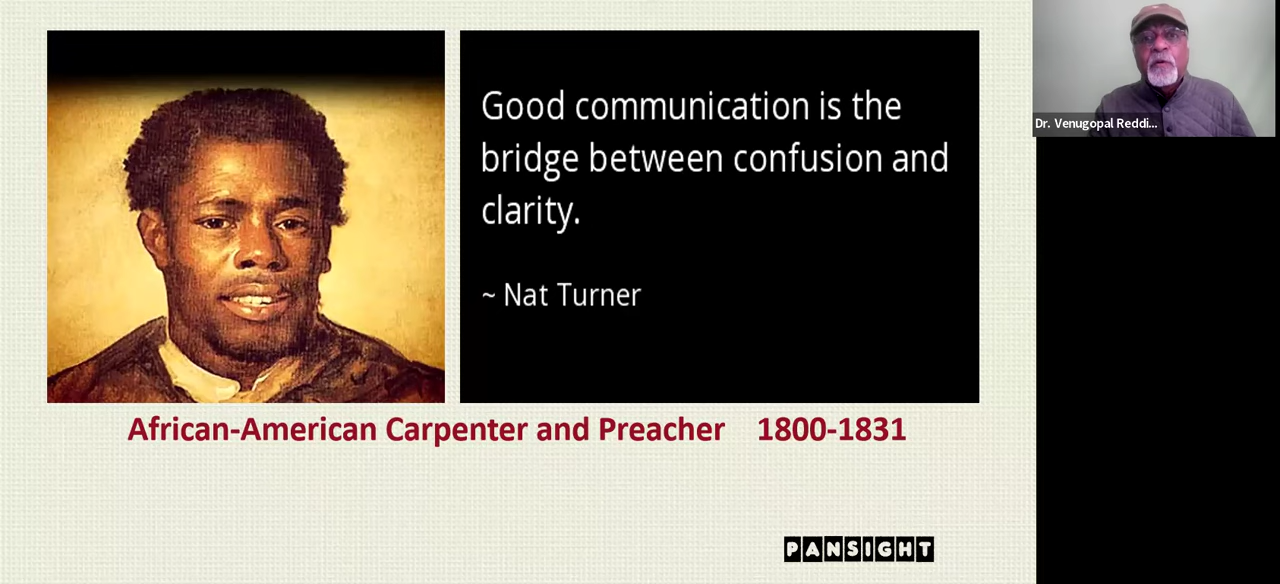 Good communication is the
bridge between confusion and
clarity.
~ Nat Turner
African-American Carpenter and Preacher 1800-1831
PANSIGHT
Dr. Venugopal Reddi...